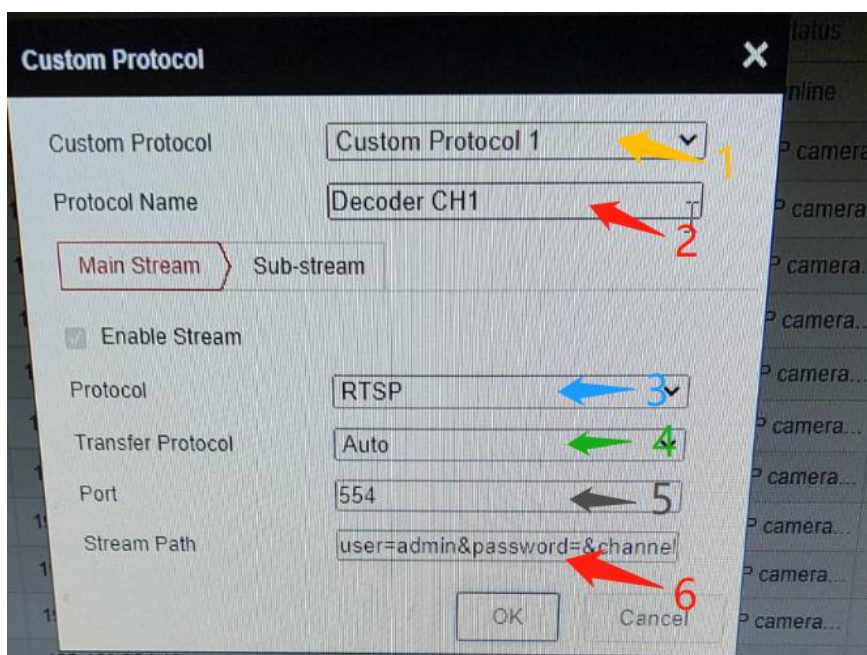 Custom Protocol
Custom Protocol
Custom Protocol 1
1
Protocol Name
Decoder CH1
2
Main Stream
Sub-stream
Enable Stream
Protocol
RTSP
3
Transfer Protocol
Auto
4
Port
554
5
Stream Path
user=admin&password=&channel
6
OK
Cancel
camera
camera
camera..
camera...
camera...
camera...
camera...
camera...
camera...
camera...